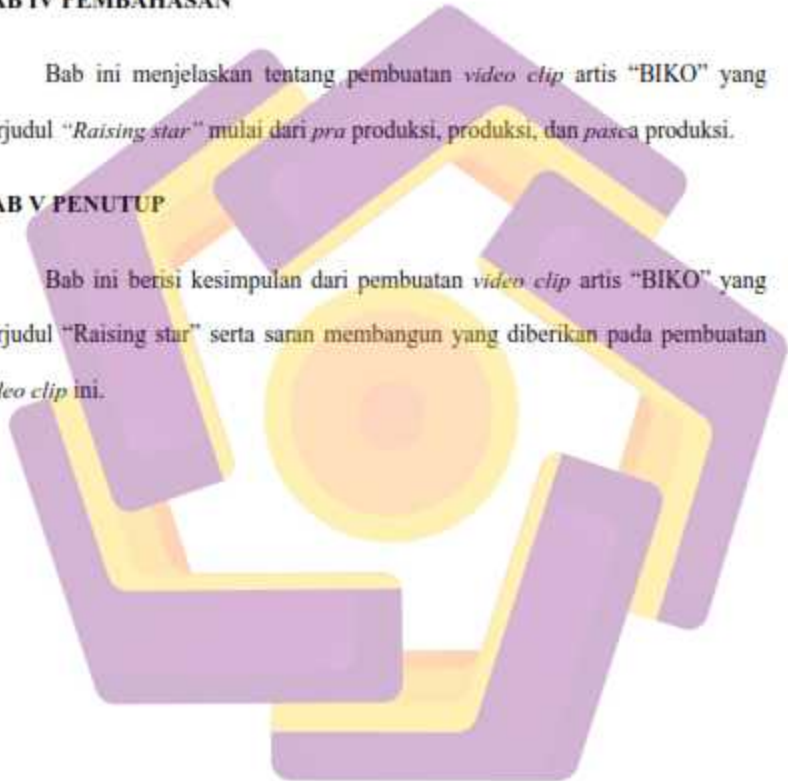 AB IV PEMBAHASAN
Bab ini menjelaskan tentang pembuatan video clip artis “BIKO” yang
rjudul “Raising star” mulai dari pra produksi, produksi, dan pasca produksi.
AB V PENUTUP
Bab ini berisi kesimpulan dari pembuatan video clip artis “BIKO” yang
rjudul “Raising star” serta saran membangun yang diberikan pada pembuatan
deo clip ini.